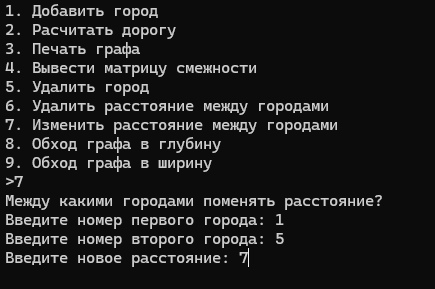 1. Добавить город
2. Расчитать дорогу
3. Печать графа
4. Вывести матрицу смежности
5. Удалить город
6. Удалить расстояние между городами
7. Изменить расстояние между городами
8. Обход графа в глубину
9. Обход графа в ширину
>7
Между какими городами поменять расстояние?
Введите номер первого города: 1
Введите номер второго города: 5
Введите новое расстояние: 7